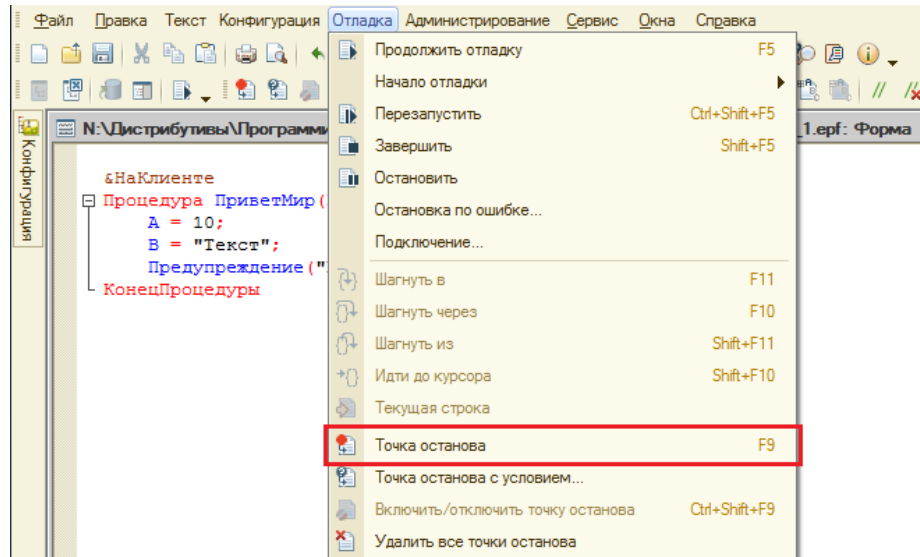 Файл Правка Текст Конфигурация Отладка Администрирование Сервис Окна Справка
Продолжить отладку F5
Начало отладки
Перезапустить Ctrl+Shift+F5
Завершить Shift+F5
Остановить
Остановка по ошибке...
Подключение...
Шагнуть в F11
Шагнуть через F10
Шагнуть из Shift+F11
Идти до курсора Shift+F10
Текущая строка
Точка останова F9
Точка останова с условием...
Включить/отключить точку останова Ctrl+Shift+F9
Удалить все точки останова
Конфигурация
N:\Дистрибутивы\Программи _1.epf: Форма
&НаКлиенте
Процедура ПриветМир(
А = 10;
В = "Текст";
Предупреждение("
КонецПроцедуры